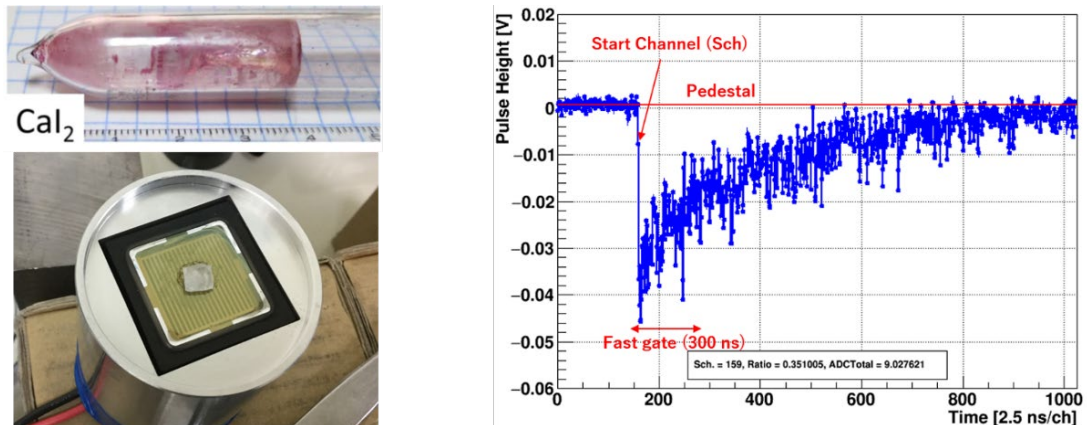 CaI₂
0.02
0.01
0
−0.01
−0.02
−0.03
−0.04
−0.05
−0.06
Pulse Height [V]
Start Channel (Sch)
Pedestal
Fast gate (300 ns)
Sch. = 159, Ratio = 0.351005, ADCTotal = 9.027621
0 200 400 600 800 1000
Time [2.5 ns/ch]